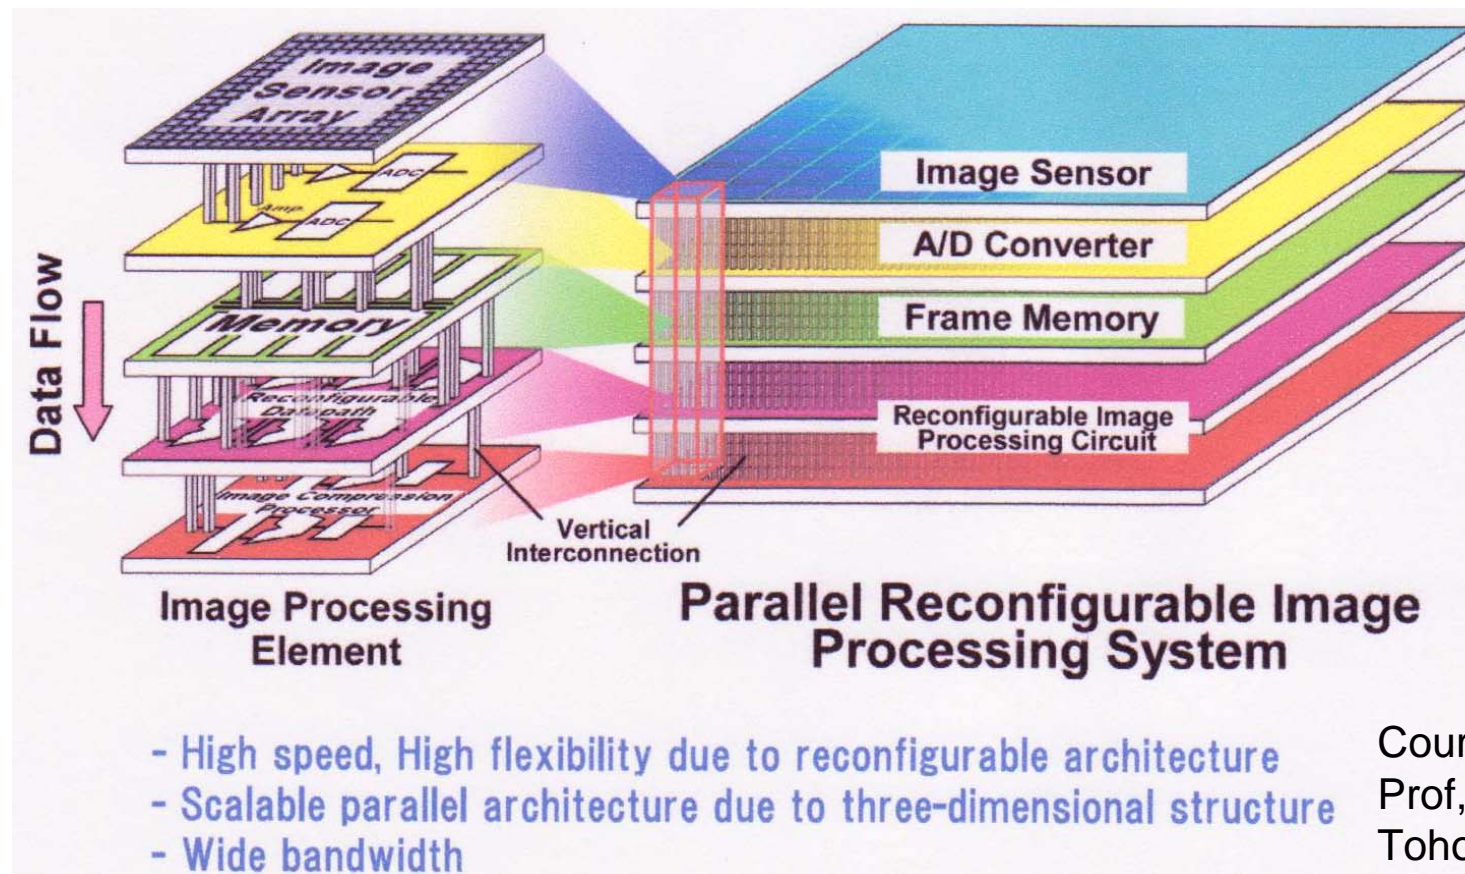 Image
Sensor
Array
ADC
Amp.
ADC
Memory
Reconfigurable
Datapath
Image Compression
Processor
Data Flow
Image Sensor
A/D Converter
Frame Memory
Reconfigurable Image
Processing Circuit
Vertical
Interconnection
Image Processing
Element
Parallel Reconfigurable Image
Processing System
- High speed, High flexibility due to reconfigurable architecture
- Scalable parallel architecture due to three-dimensional structure
- Wide bandwidth
Prof,